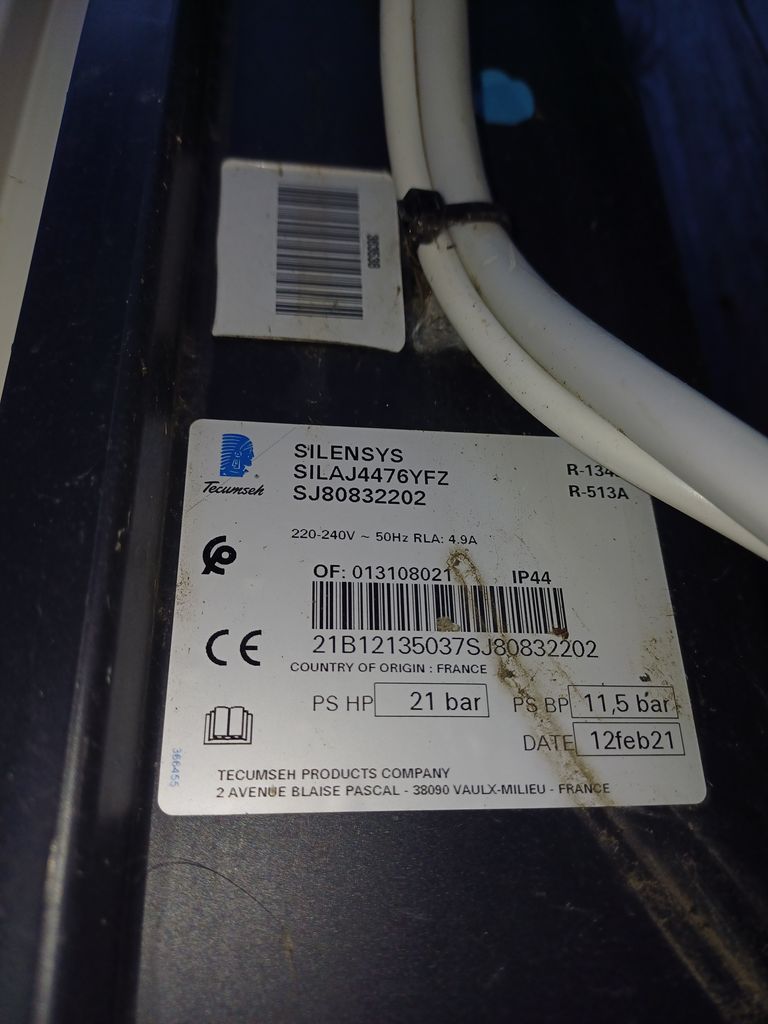 363538
SILENSYS
SILAJ4476YFZ
SJ80832202
R-513A
Tecumseh
220-240V ~ 50Hz RLA: 4.9A
OF: 013108021
IP44
21B12135037SJ80832202
CE
COUNTRY OF ORIGIN : FRANCE
PS HP 21 bar
PS BP 11,5 bar
DATE 12feb21
366455
TECUMSEH PRODUCTS COMPANY
2 AVENUE BLAISE PASCAL - 38090 VAULX-MILIEU - FRANCE